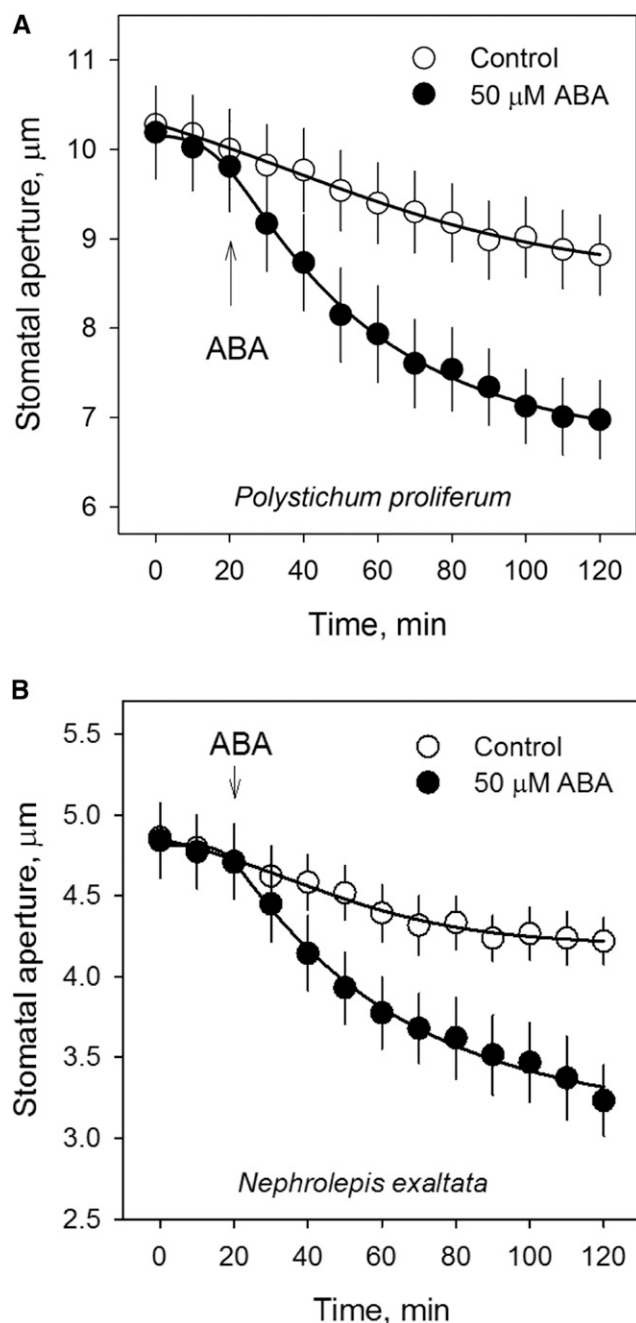 A
Control
50 μM ABA
11
10
9
8
7
6
Stomatal aperture, μm
ABA
Polystichum proliferum
0 20 40 60 80 100 120
Time, min
B
ABA
Control
50 μM ABA
5.5
5.0
4.5
4.0
3.5
3.0
2.5
Stomatal aperture, μm
Nephrolepis exaltata
0 20 40 60 80 100 120
Time, min